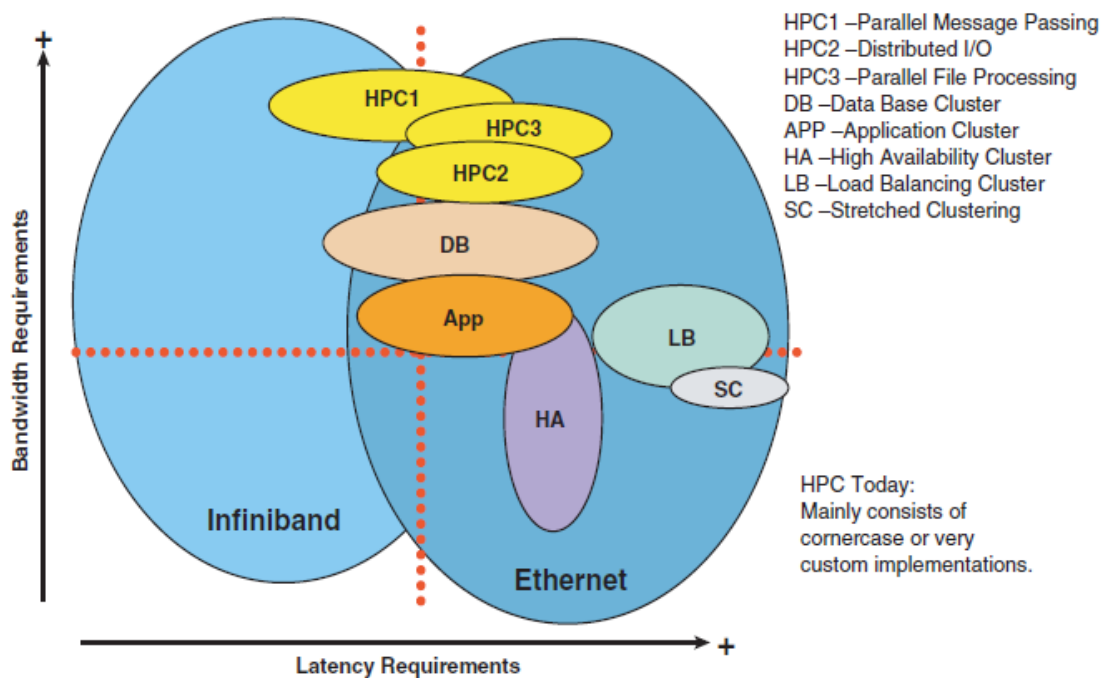 +
HPC1 –Parallel Message Passing
HPC2 –Distributed I/O
HPC3 –Parallel File Processing
DB –Data Base Cluster
APP –Application Cluster
HA –High Availability Cluster
LB –Load Balancing Cluster
SC –Stretched Clustering
HPC1
HPC3
HPC2
DB
App
LB
SC
HA
Bandwidth Requirements
Infiniband
Ethernet
HPC Today:
Mainly consists of
cornercase or very
custom implementations.
+
Latency Requirements